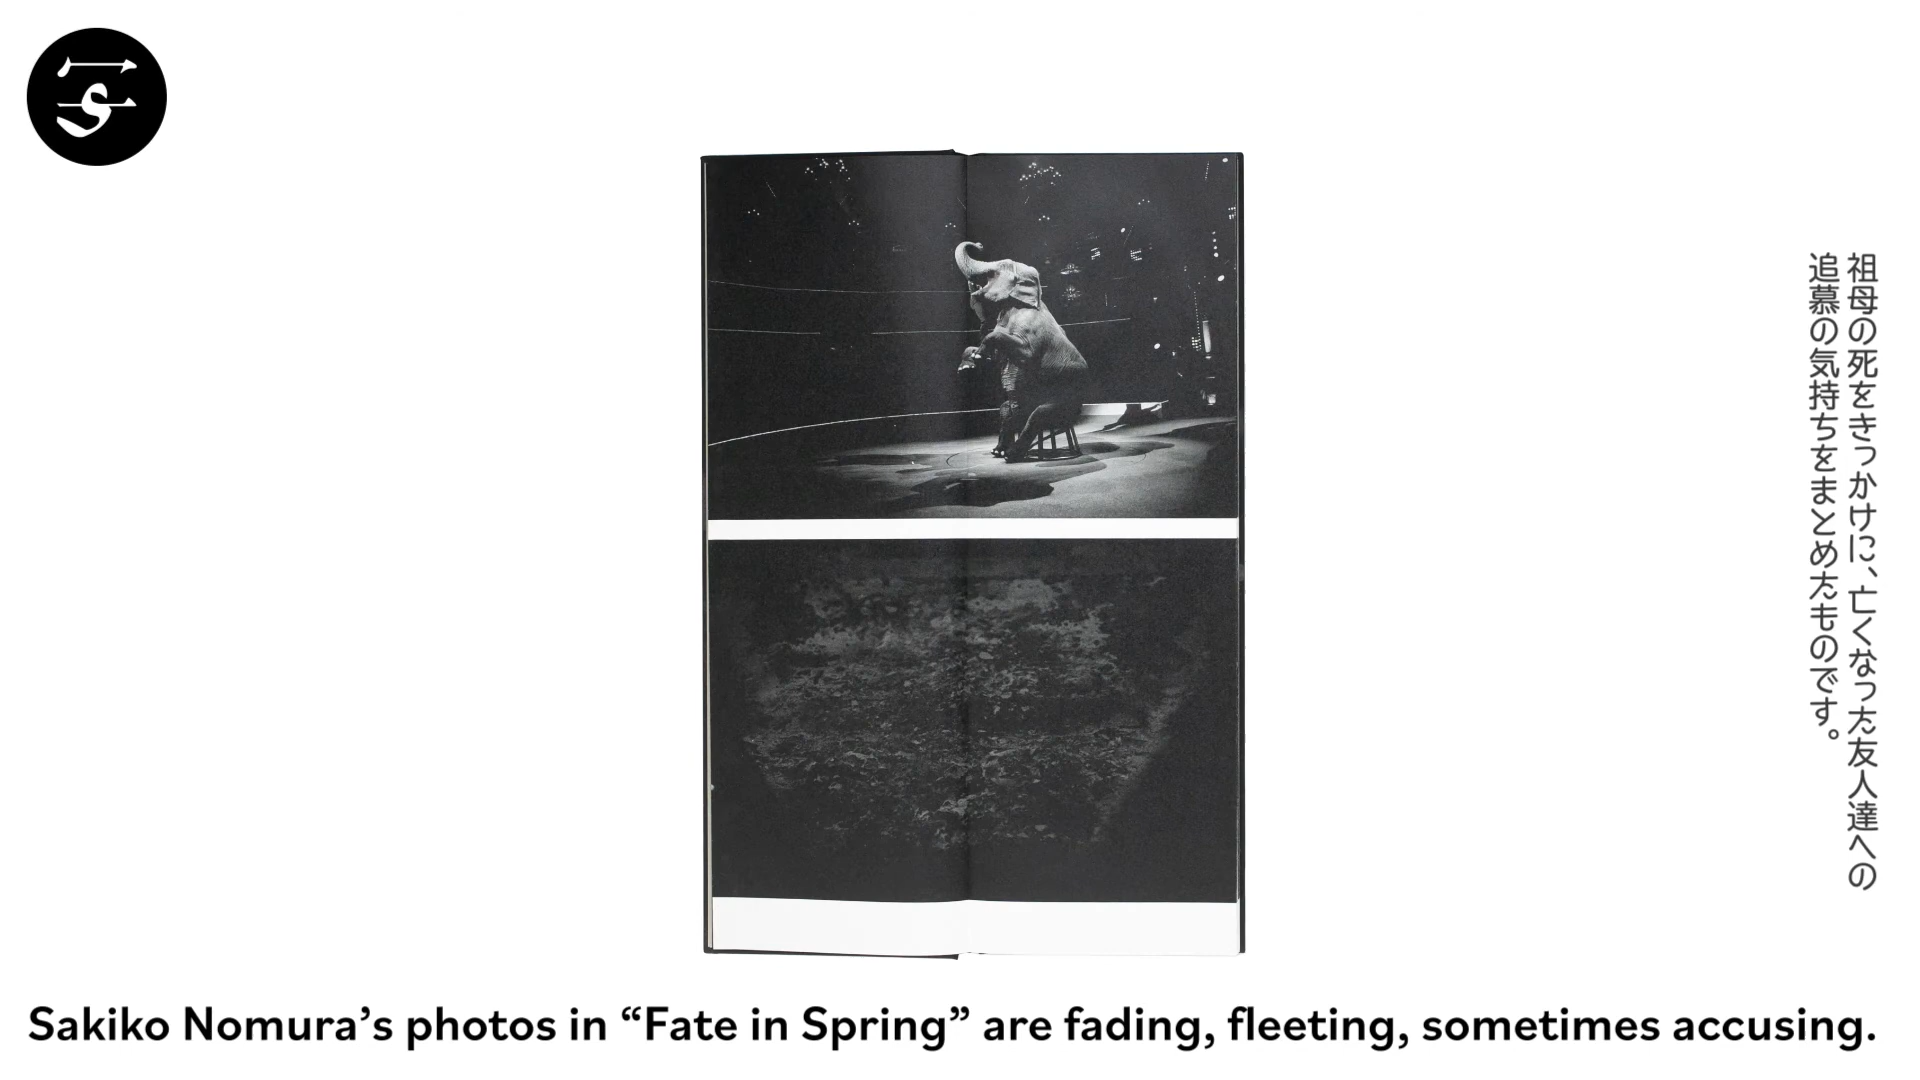 祖母の死をきっかけに、亡くなった友人達への
追慕の気持ちをまとめたものです。
Sakiko Nomura’s photos in “Fate in Spring” are fading, fleeting, sometimes accusing.